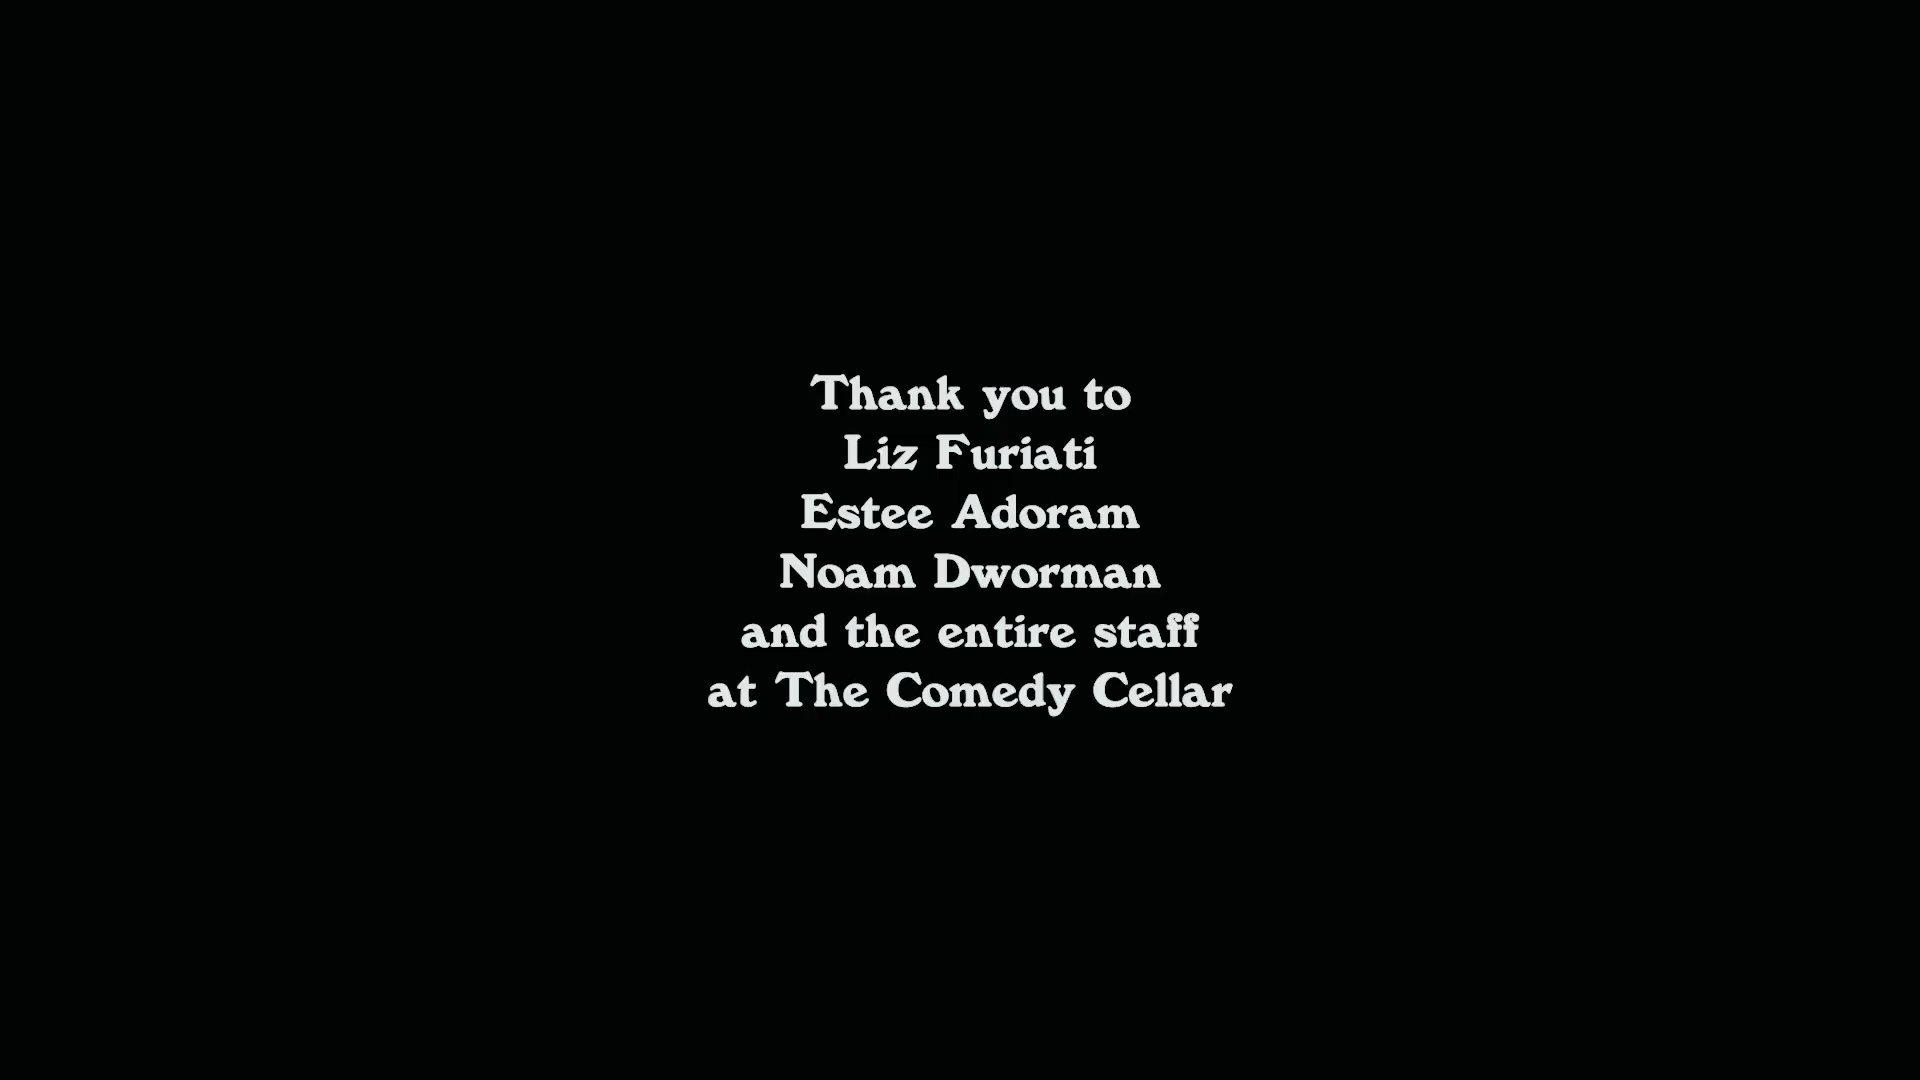 Thank you to
Liz Furiati
Estee Adoram
Noam Dworman
and the entire staff
at The Comedy Cellar